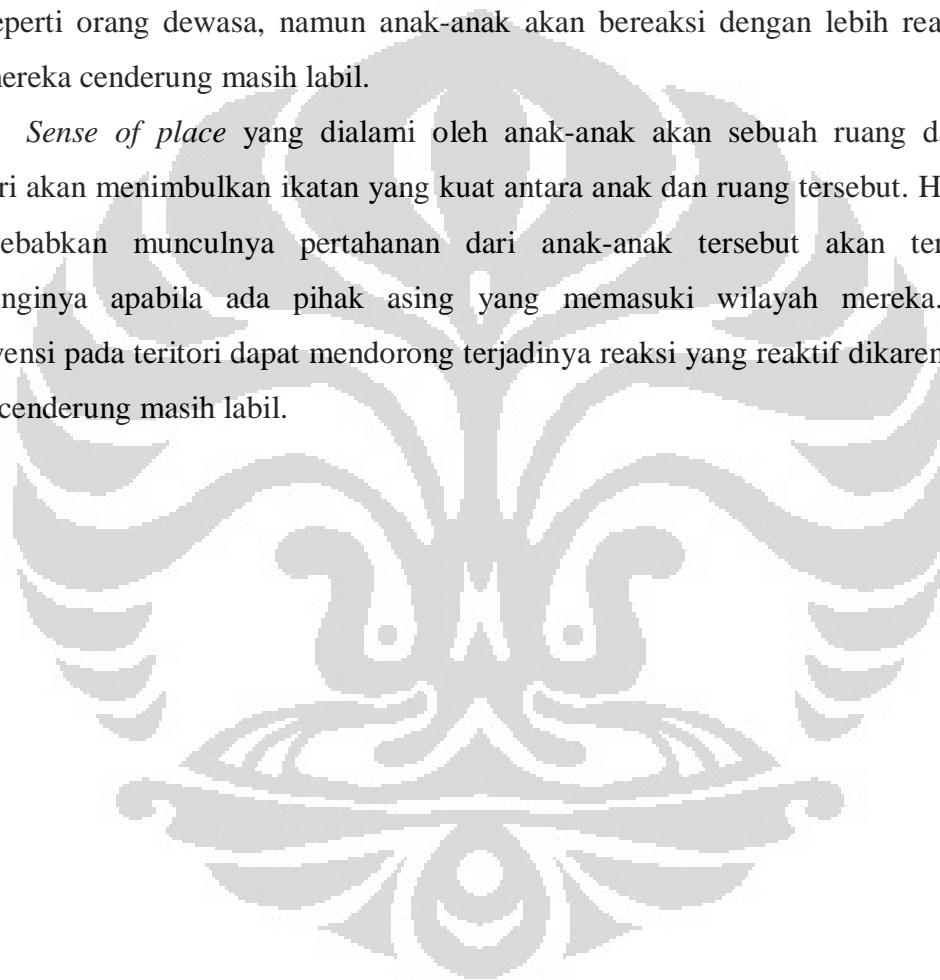 eperti orang dewasa, namun anak-anak akan bereaksi dengan lebih rea
nereka cenderung masih labil.
Sense of place yang dialami oleh anak-anak akan sebuah ruang d
ri akan menimbulkan ikatan yang kuat antara anak dan ruang tersebut. H
ebabkan munculnya pertahanan dari anak-anak tersebut akan ter
nginya apabila ada pihak asing yang memasuki wilayah mereka.
vensi pada teritori dapat mendorong terjadinya reaksi yang reaktif dikaren
cenderung masih labil.